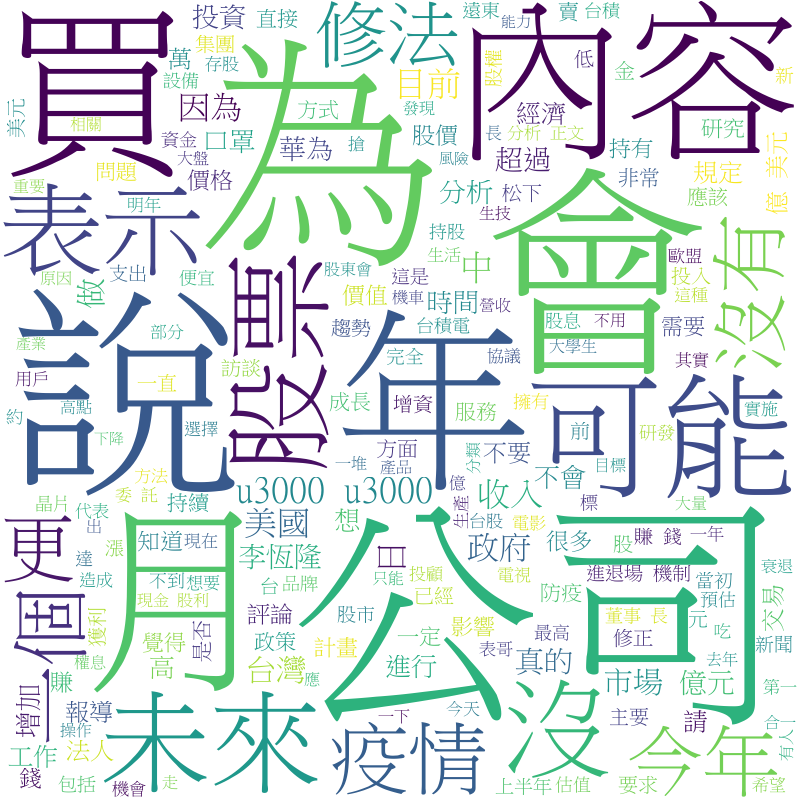 買
為
內容
修法
投資
直接
遠東
能力
賣
台積
集團
存股
萬
設備
美元
相關
資金
大盤
問題
重要
價格
明年
因為
口罩
方式
發現
華為
搶
目前
股價
風險
長
分析
正文
經濟
超過
股權
低
金
新
研究
持有
規定
億
美元
非常
應該
分析
松下
持股
生技
表示
會
沒有
中
生活
原因
支出
便宜
做
股票
股東會
這是
機車
價值
時間
營收
趨勢
台積電
歐盟
投入
這種
需要
股息
不用
大學生
其實
說
年
可能
部分
產業
用戶
一直
訪談
完全
協議
成長
增資
服務
擁有
前
研發
實施
約
高點
下降
選擇
方面
不要
不會
目標
一堆
產品
方法
委託
持續
u3000 u3000
收入
億
生產
分類
標
大量
晶片
代表
出
美國
想
台股
電影
月
公司
更
一個
達
漲
造成
知道
現在
李恆隆
日
政府
很多
股
賺錢
一年
衰退
不到
想要
台
品牌
只能
投顧
電視
進退場
機制
當初
預估
交易
現金
股利
獲利
評論
股市
已經
防疫
元
吃
董事長
覺得
政策
計畫
一定
影響
最高
修正
新聞
權息
是否
高
台灣
進行
表哥
真的
去年
增加
賺
應
未來
疫情
沒
市場
億元
今年
第一
報導
操作
一下
今天
主要
請
合一
有人
工作
法人
錢
包括
機會
走
上半年
估值
要求
希望